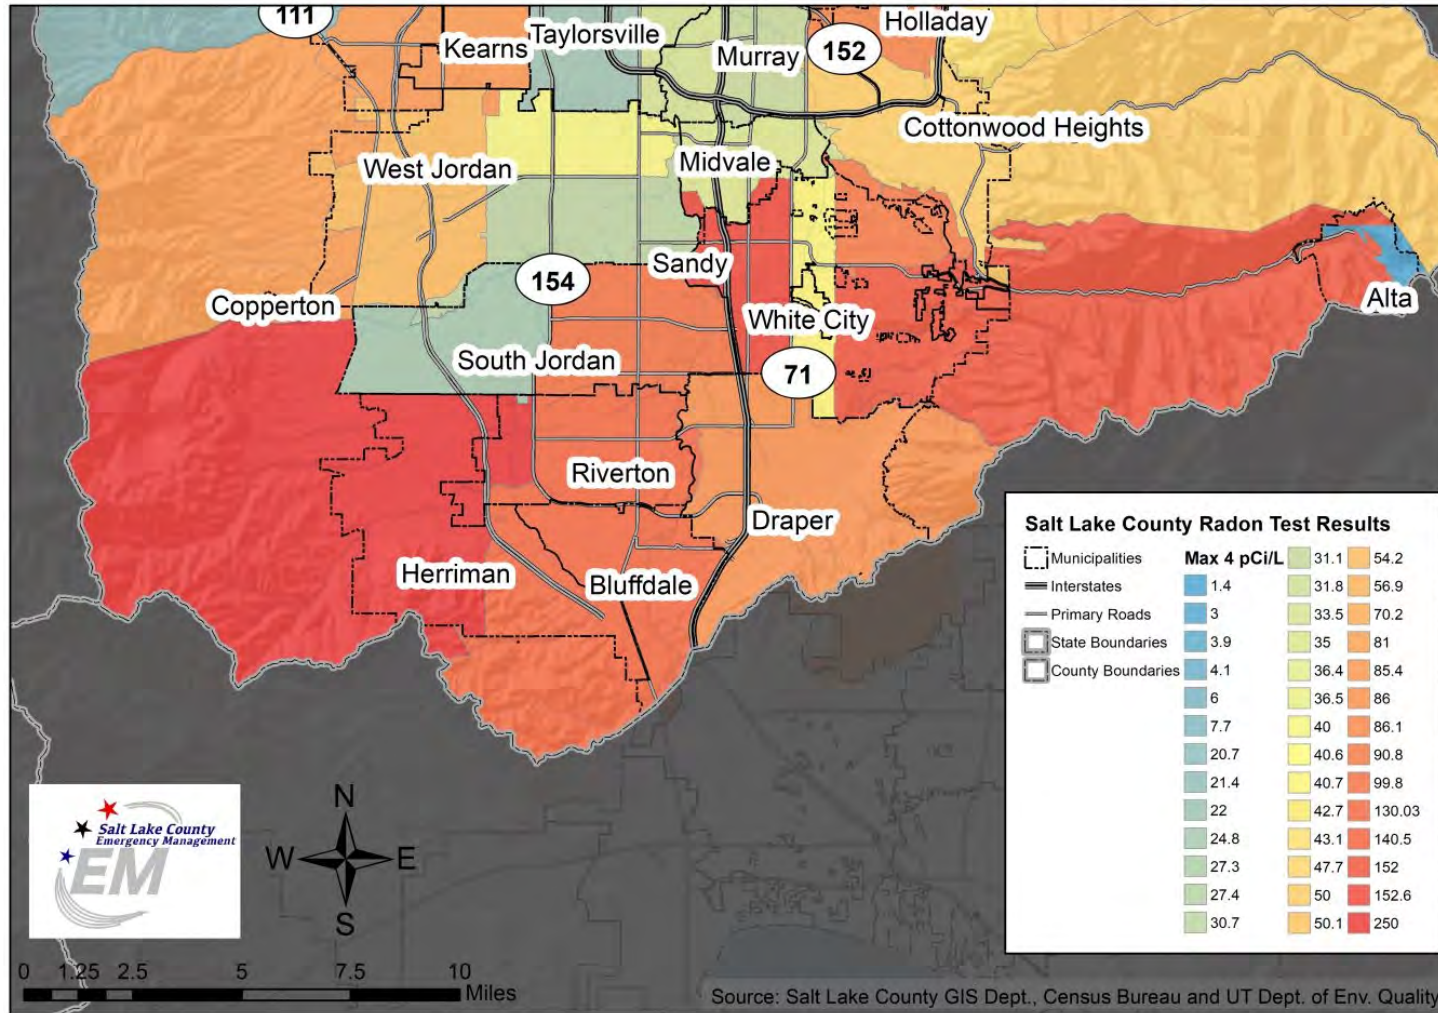 111
Kearns
Taylorsville
Murray
152
Holladay
Cottonwood Heights
West Jordan
Midvale
Sandy
154
Copperton
White City
Alta
South Jordan
71
Riverton
Draper
Herriman
Bluffdale
Salt Lake County Radon Test Results
Municipalities
Interstates
Primary Roads
State Boundaries
County Boundaries
Max 4 pCi/L
1.4
3
3.9
4.1
6
7.7
20.7
21.4
22
24.8
27.3
27.4
30.7
31.1
31.8
33.5
35
36.4
36.5
40
40.6
40.7
42.7
43.1
47.7
50
50.1
54.2
56.9
70.2
81
85.4
86
86.1
90.8
99.8
130.03
140.5
152
152.6
250
Salt Lake County
Emergency Management
EM
N
W E
S
0 1.25 2.5 5 7.5 10
Miles
Source: Salt Lake County GIS Dept., Census Bureau and UT Dept. of Env. Quality